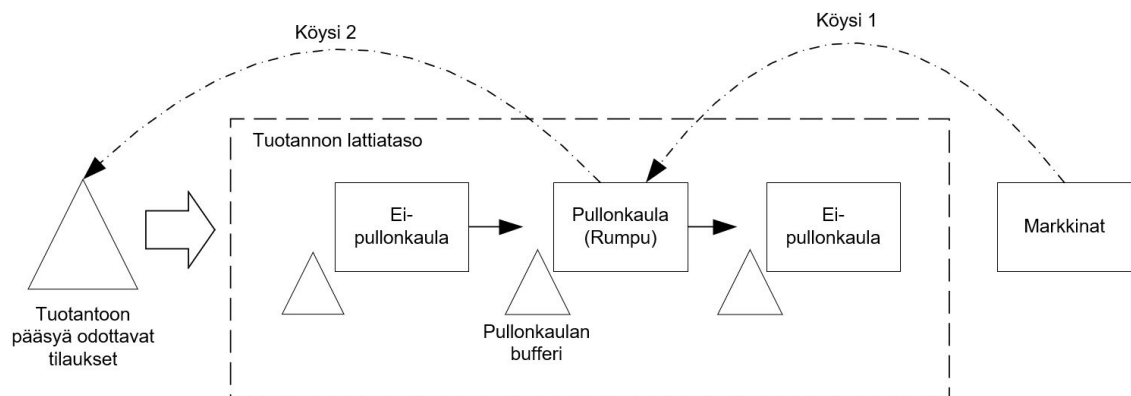 Köysi 2
Köysi 1
Tuotannon lattiataso
Ei-
pullonkaula
Pullonkaula
(Rumpu)
Ei-
pullonkaula
Markkinat
Tuotantoon
pääsyä odottavat
tilaukset
Pullonkaulan
bufferi